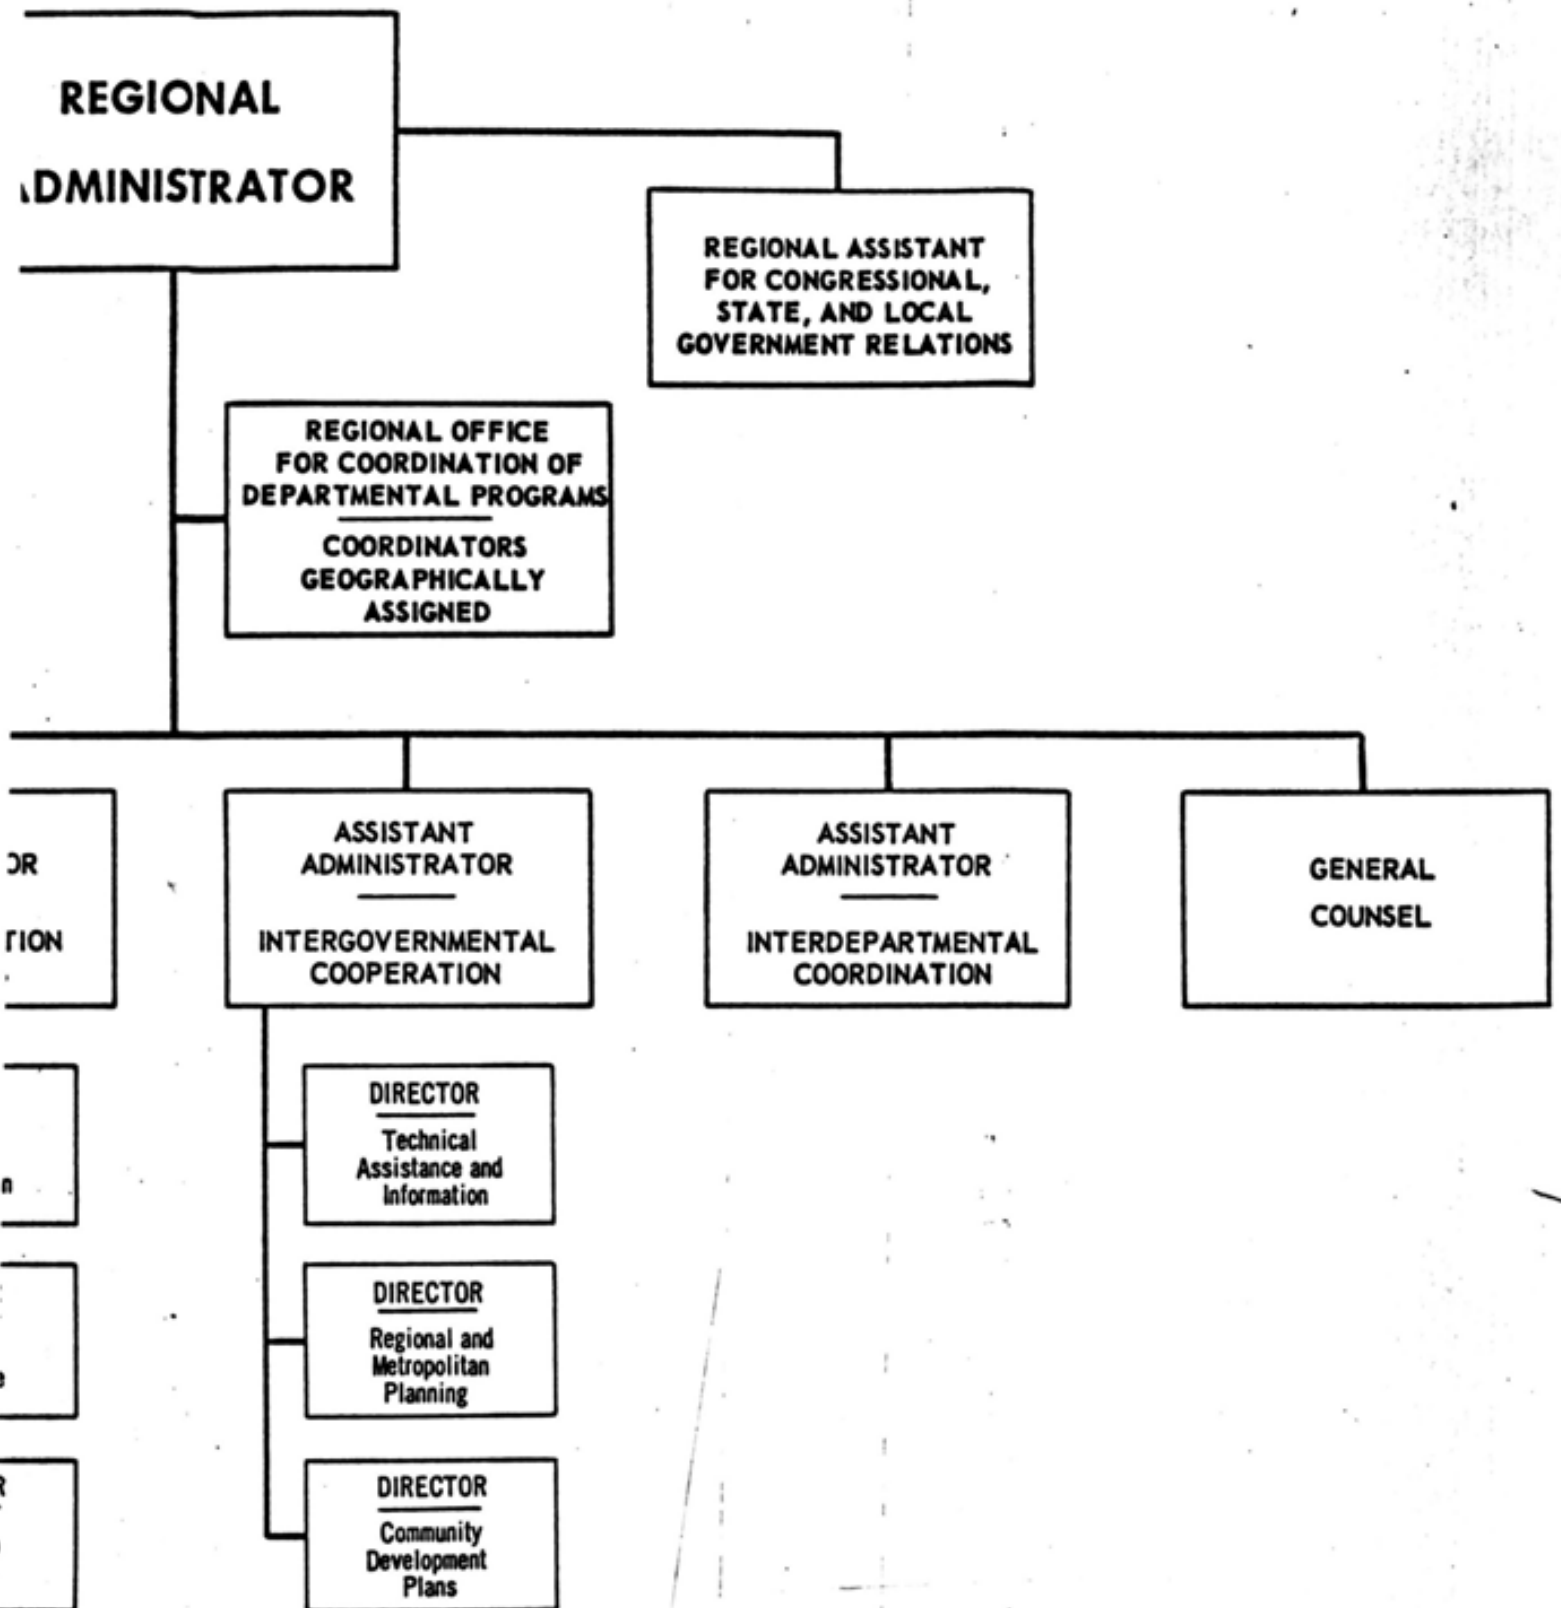 REGIONAL
ADMINISTRATOR
REGIONAL ASSISTANT
FOR CONGRESSIONAL,
STATE, AND LOCAL
GOVERNMENT RELATIONS
REGIONAL OFFICE
FOR COORDINATION OF
DEPARTMENTAL PROGRAMS
COORDINATORS
GEOGRAPHICALLY
ASSIGNED
ASSISTANT
ADMINISTRATOR
INTERGOVERNMENTAL
COOPERATION
ASSISTANT
ADMINISTRATOR
INTERDEPARTMENTAL
COORDINATION
GENERAL
COUNSEL
DIRECTOR
Technical
Assistance and
Information
DIRECTOR
Regional and
Metropolitan
Planning
DIRECTOR
Community
Development
Plans